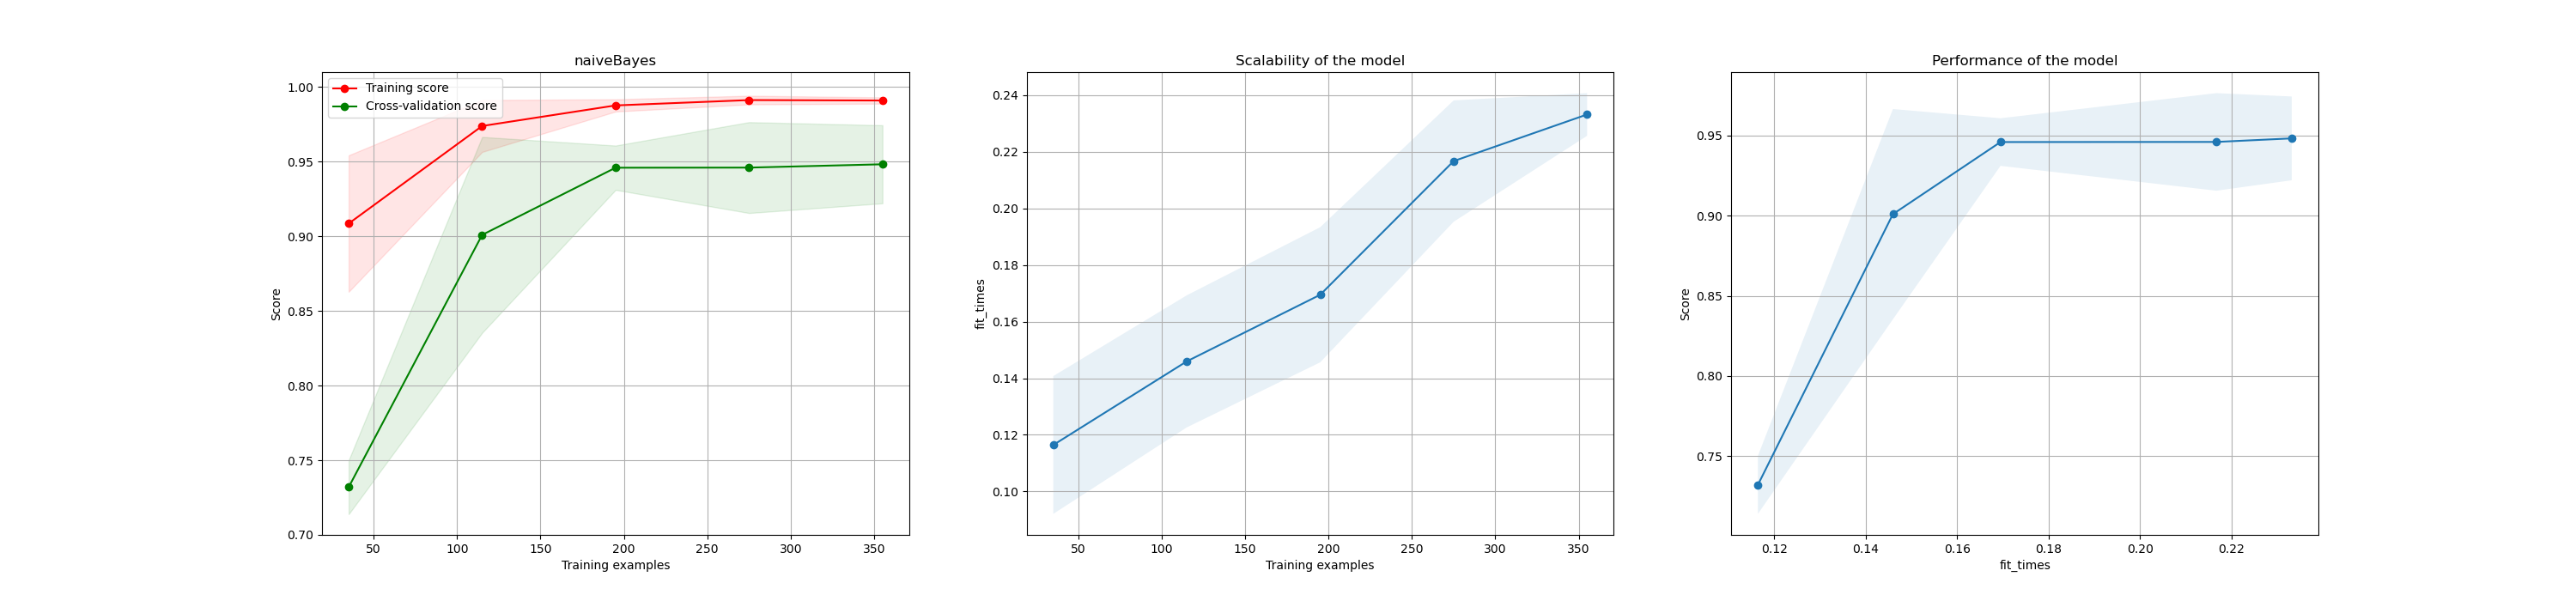 naiveBayes
Training score
Cross-validation score
1.00
0.95
0.90
0.85
0.80
0.75
0.70
Score
50 100 150 200 250 300 350
Training examples
Scalability of the model
0.24
0.22
0.20
0.18
0.16
0.14
0.12
0.10
fit_times
50 100 150 200 250 300 350
Training examples
Performance of the model
0.95
0.90
0.85
0.80
0.75
Score
0.12 0.14 0.16 0.18 0.20 0.22
fit_times